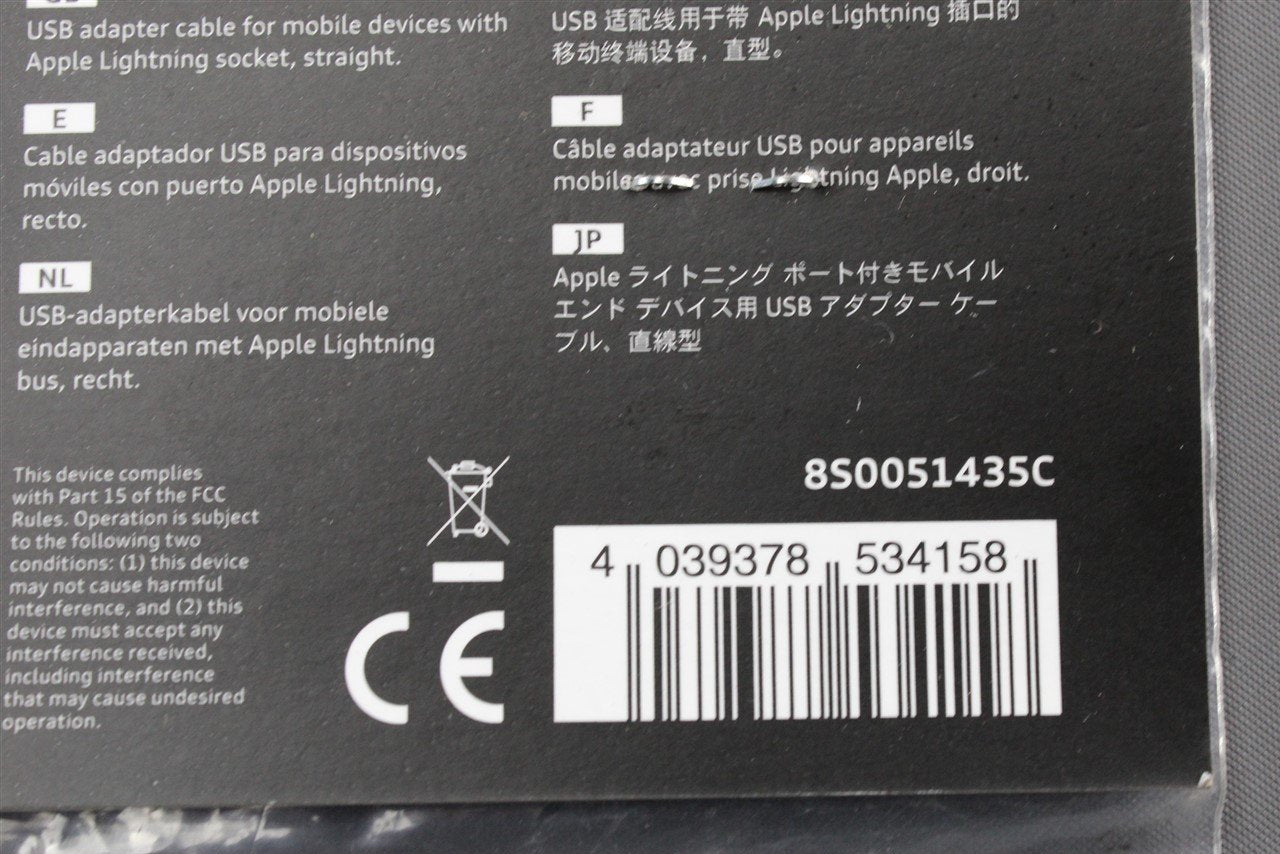 GB
USB adapter cable for mobile devices with
Apple Lightning socket, straight.
E
Cable adaptador USB para dispositivos
móviles con puerto Apple Lightning,
recto.
NL
USB-adapterkabel voor mobiele
eindapparaten met Apple Lightning
bus, recht.
USB 适配线用于带 Apple Lightning 插口的
移动终端设备，直型。
F
Câble adaptateur USB pour appareils
mobiles avec prise Lightning Apple, droit.
JP
Apple ライトニング ポート付きモバイル
エンド デバイス用 USB アダプター ケー
ブル、直線型
This device complies
with Part 15 of the FCC
Rules. Operation is subject
to the following two
conditions: (1) this device
may not cause harmful
interference, and (2) this
device must accept any
interference received,
including interference
that may cause undesired
operation.
CE
8S0051435C
4 039378 534158